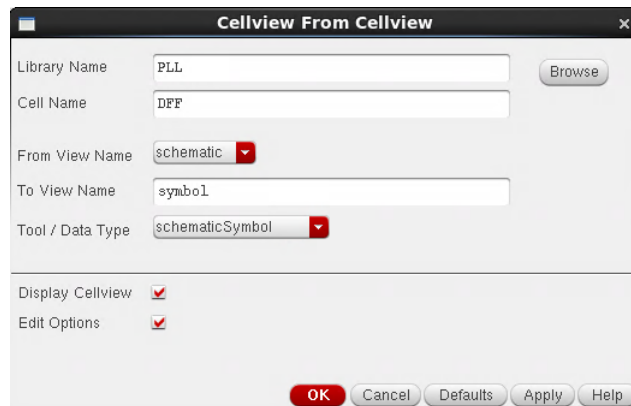 Cellview From Cellview
Library Name PLL Browse
Cell Name DFF
From View Name schematic
To View Name symbol
Tool / Data Type schematicSymbol
Display Cellview
Edit Options
OK Cancel Defaults Apply Help